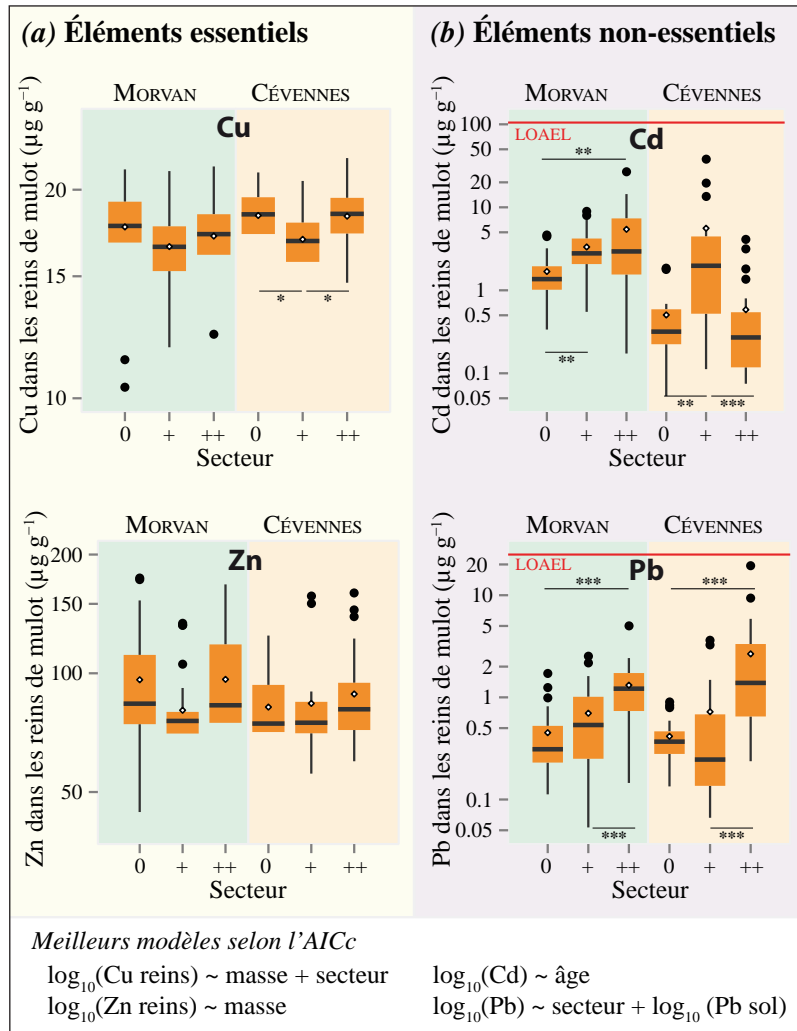 (a) Éléments essentiels
(b) Éléments non-essentiels
MORVAN CÉVENNES
Cu
Cu dans les reins de mulot (µg g⁻¹)
20
15
10
* *
0 + ++ 0 + ++
Secteur
MORVAN CÉVENNES
LOAEL
Cd
Cd dans les reins de mulot (µg g⁻¹)
100
50
20
10
5
1
0.5
0.1
0.05
**
**
** ***
0 + ++ 0 + ++
Secteur
MORVAN CÉVENNES
Zn
Zn dans les reins de mulot (µg g⁻¹)
200
150
100
50
0 + ++ 0 + ++
Secteur
MORVAN CÉVENNES
LOAEL
Pb
Pb dans les reins de mulot (µg g⁻¹)
20
10
5
2
1
0.5
0.1
0.05
*** ***
*** ***
0 + ++ 0 + ++
Secteur
Meilleurs modèles selon l'AICc
log₁₀(Cu reins) ~ masse + secteur
log₁₀(Zn reins) ~ masse
log₁₀(Cd) ~ âge
log₁₀(Pb) ~ secteur + log₁₀ (Pb sol)